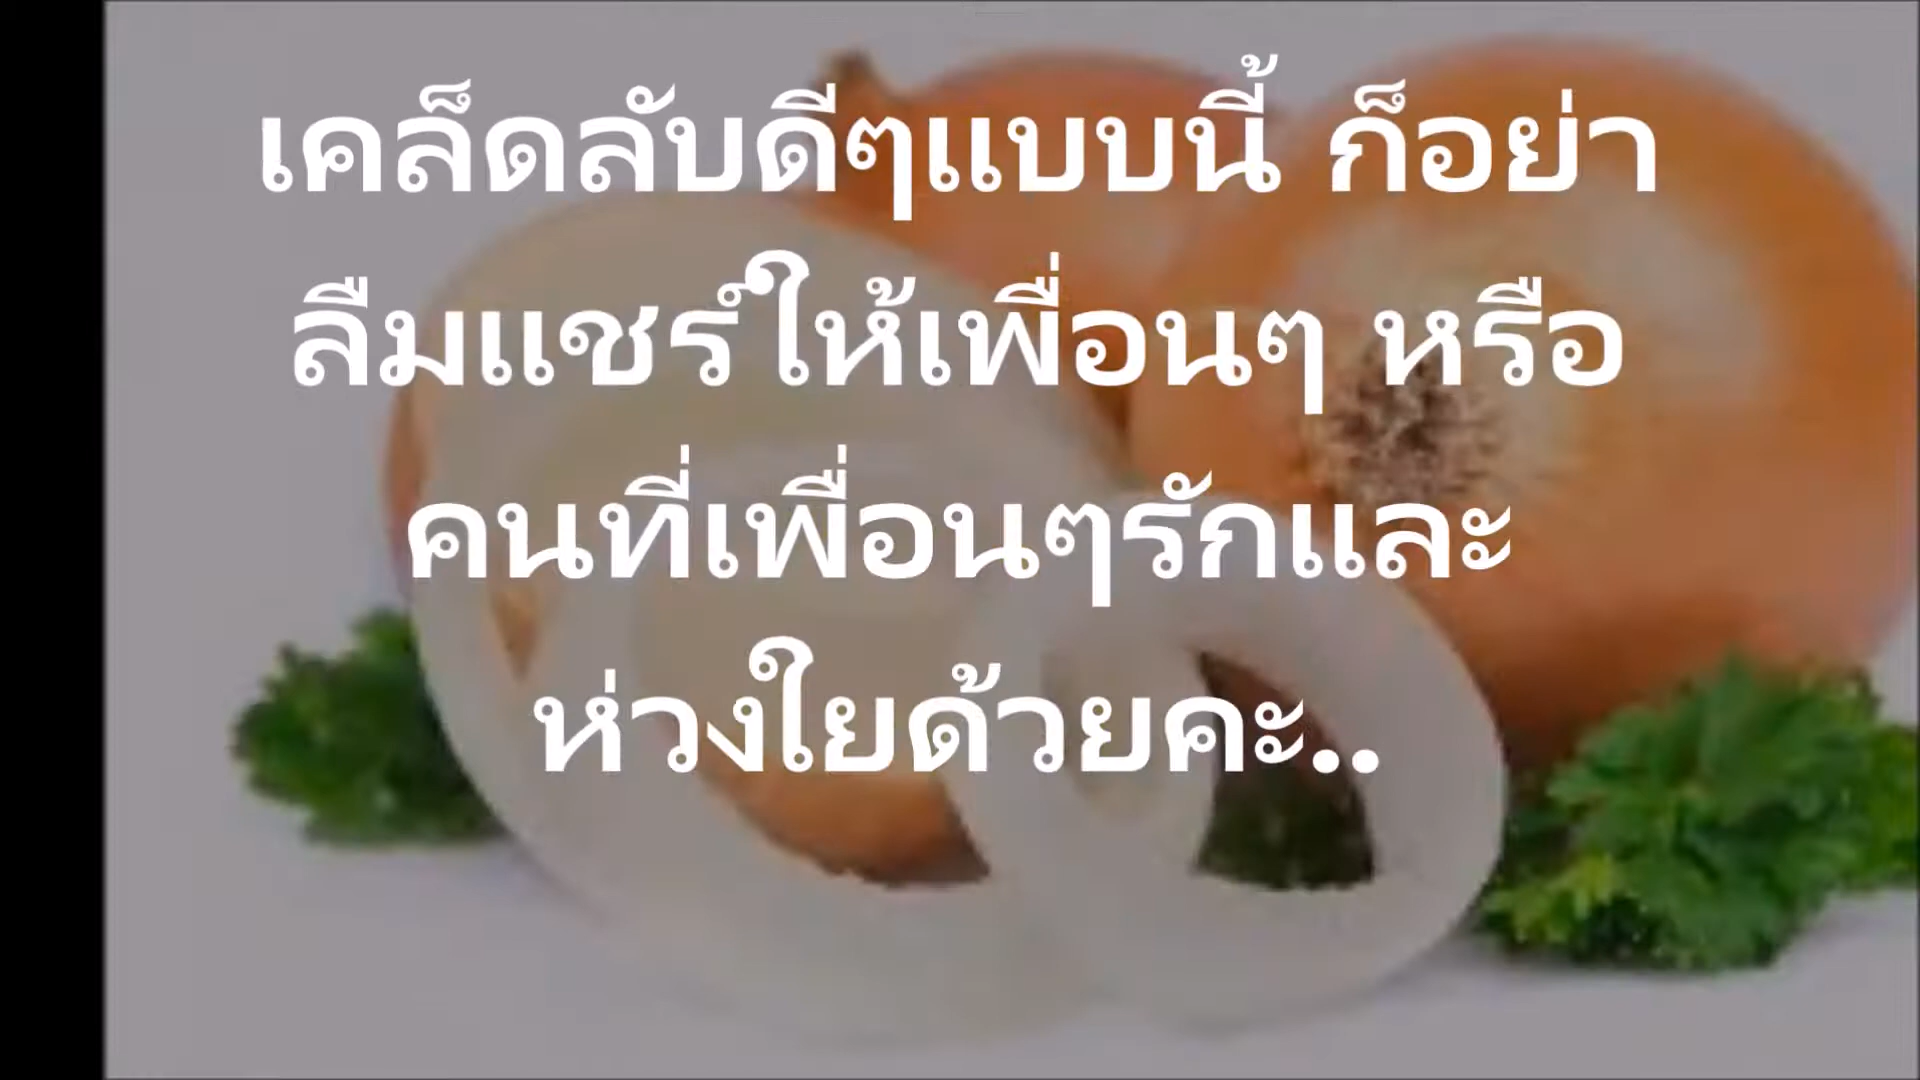 เคล็ดลับดีๆแบบนี้ ก็อย่า
ลืมแชร์ให้เพื่อนๆ หรือ
คนที่เพื่อนๆรักและ
ห่วงใยด้วยคะ..